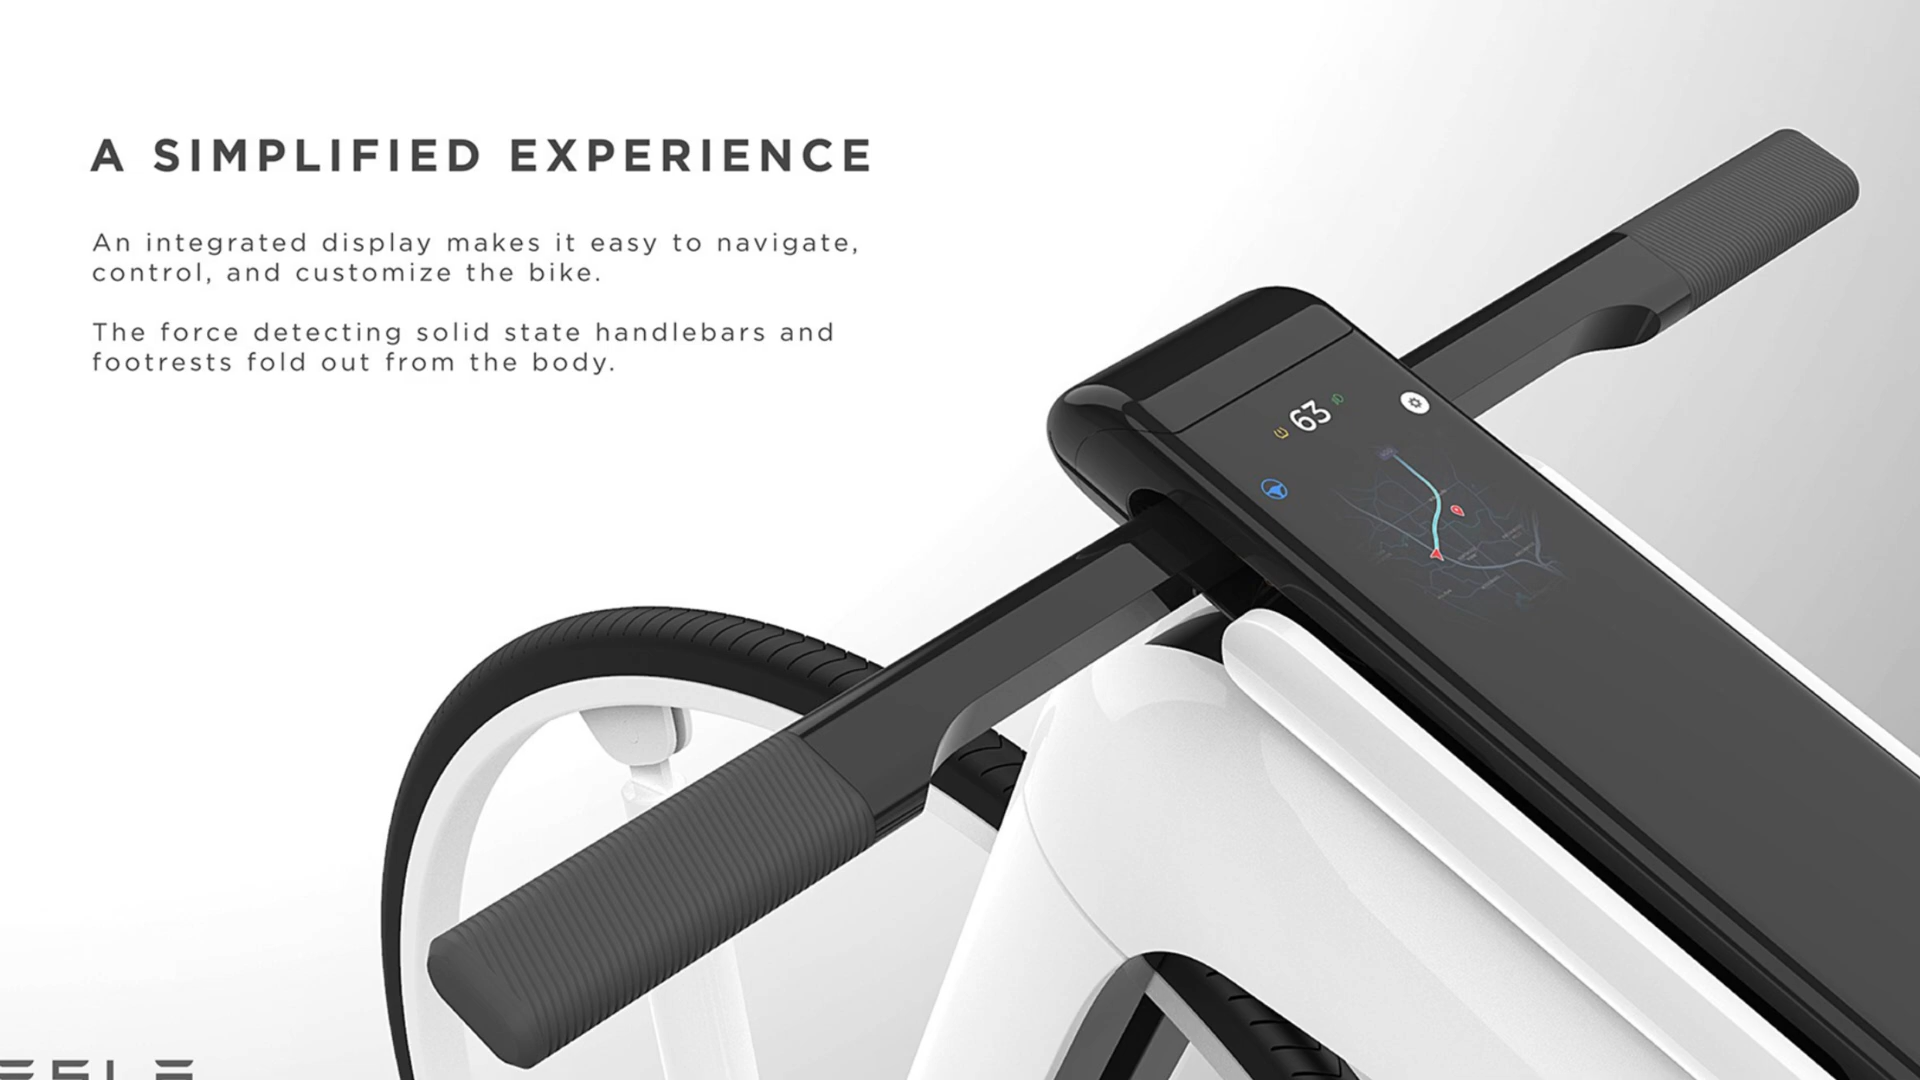 A SIMPLIFIED EXPERIENCE
An integrated display makes it easy to navigate,
control, and customize the bike.
The force detecting solid state handlebars and
footrests fold out from the body.
63